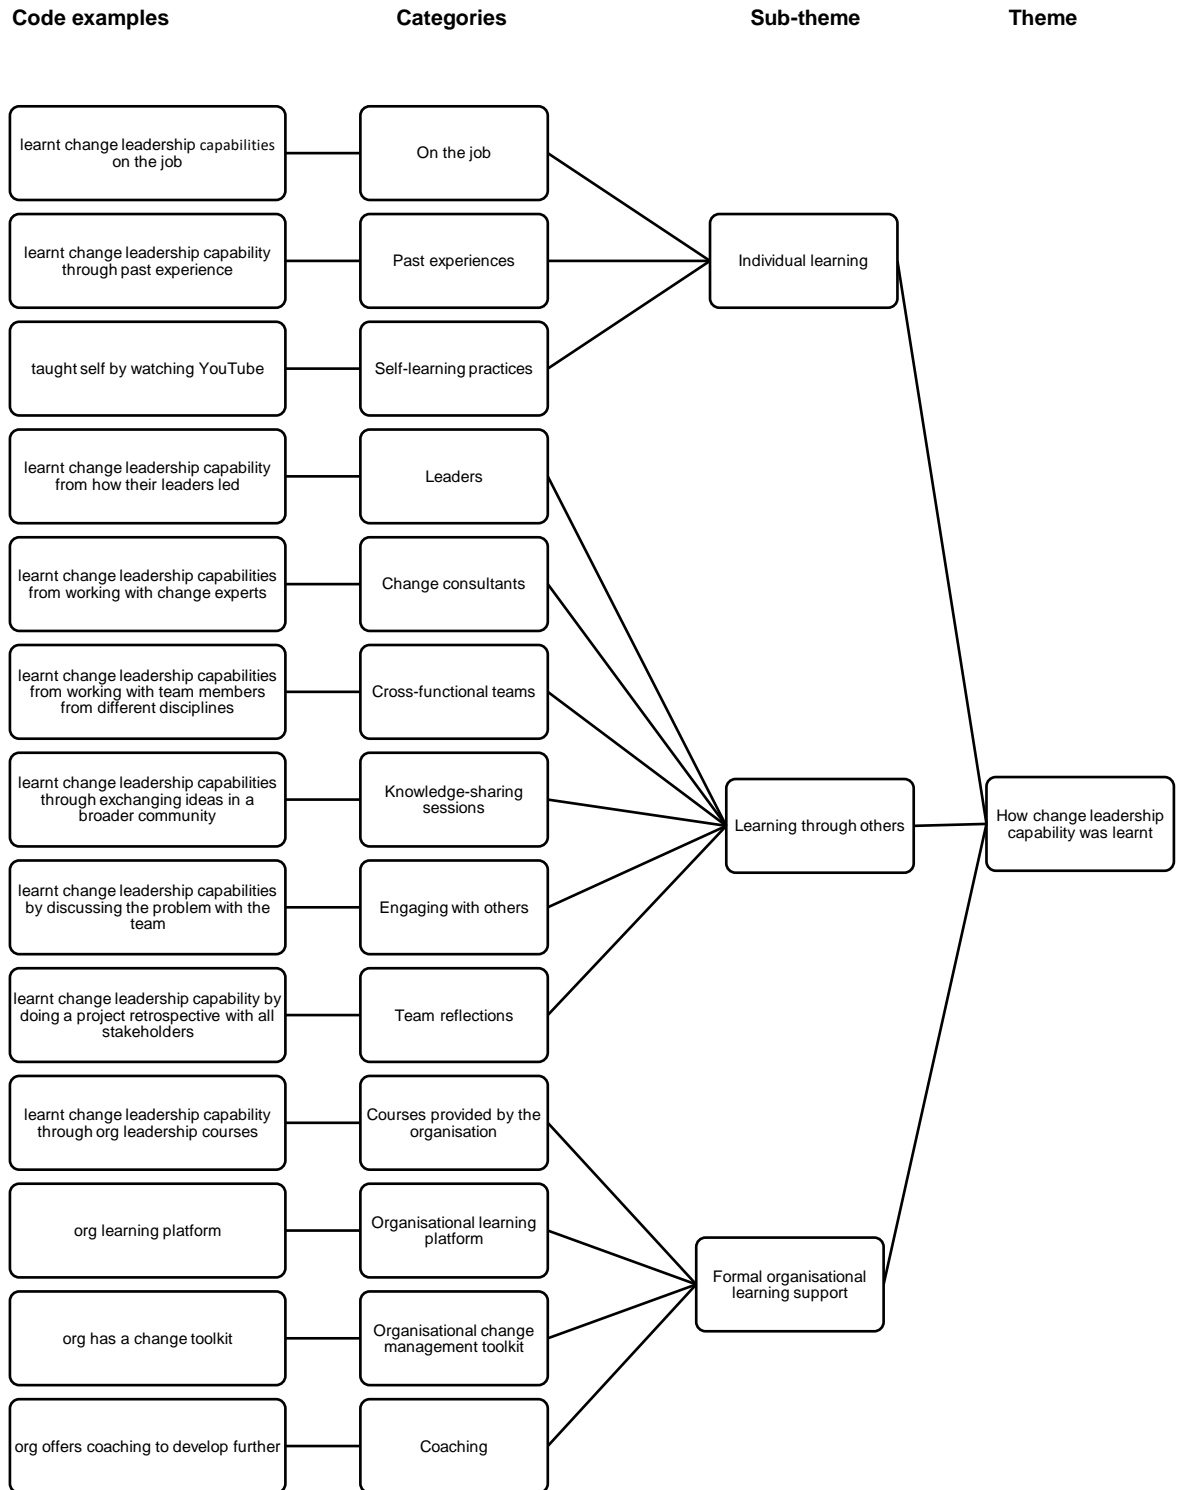 Code examples
Categories
Sub-theme
Theme
learnt change leadership capabilities
on the job
On the job
learnt change leadership capability
through past experience
Past experiences
Individual learning
taught self by watching YouTube
Self-learning practices
learnt change leadership capability
from how their leaders led
Leaders
learnt change leadership capabilities
from working with change experts
Change consultants
learnt change leadership capabilities
from working with team members
from different disciplines
Cross-functional teams
learnt change leadership capabilities
through exchanging ideas in a
broader community
Knowledge-sharing
sessions
Learning through others
How change leadership
capability was learnt
learnt change leadership capabilities
by discussing the problem with the
team
Engaging with others
learnt change leadership capability by
doing a project retrospective with all
stakeholders
Team reflections
learnt change leadership capability
through org leadership courses
Courses provided by the
organisation
org learning platform
Organisational learning
platform
Formal organisational
learning support
org has a change toolkit
Organisational change
management toolkit
org offers coaching to develop further
Coaching